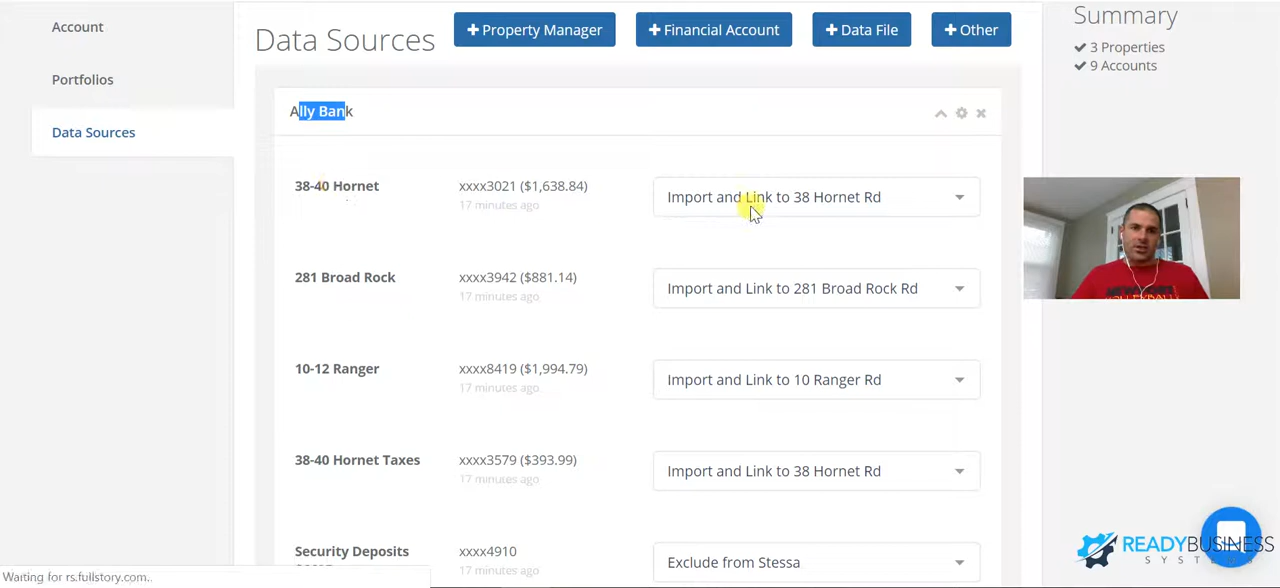 Account
Portfolios
Data Sources
Data Sources
+ Property Manager
+ Financial Account
+ Data File
+ Other
Summary
✔ 3 Properties
✔ 9 Accounts
Ally Bank
38-40 Hornet
xxxx3021 ($1,638.84)
17 minutes ago
Import and Link to 38 Hornet Rd
281 Broad Rock
xxxx3942 ($881.14)
17 minutes ago
Import and Link to 281 Broad Rock Rd
10-12 Ranger
xxxx8419 ($1,994.79)
17 minutes ago
Import and Link to 10 Ranger Rd
38-40 Hornet Taxes
xxxx3579 ($393.99)
17 minutes ago
Import and Link to 38 Hornet Rd
Security Deposits
xxxx4910
17 minutes ago
Exclude from Stessa
Waiting for rs.fullstory.com..
READYBUSINESS
SYSTEMS